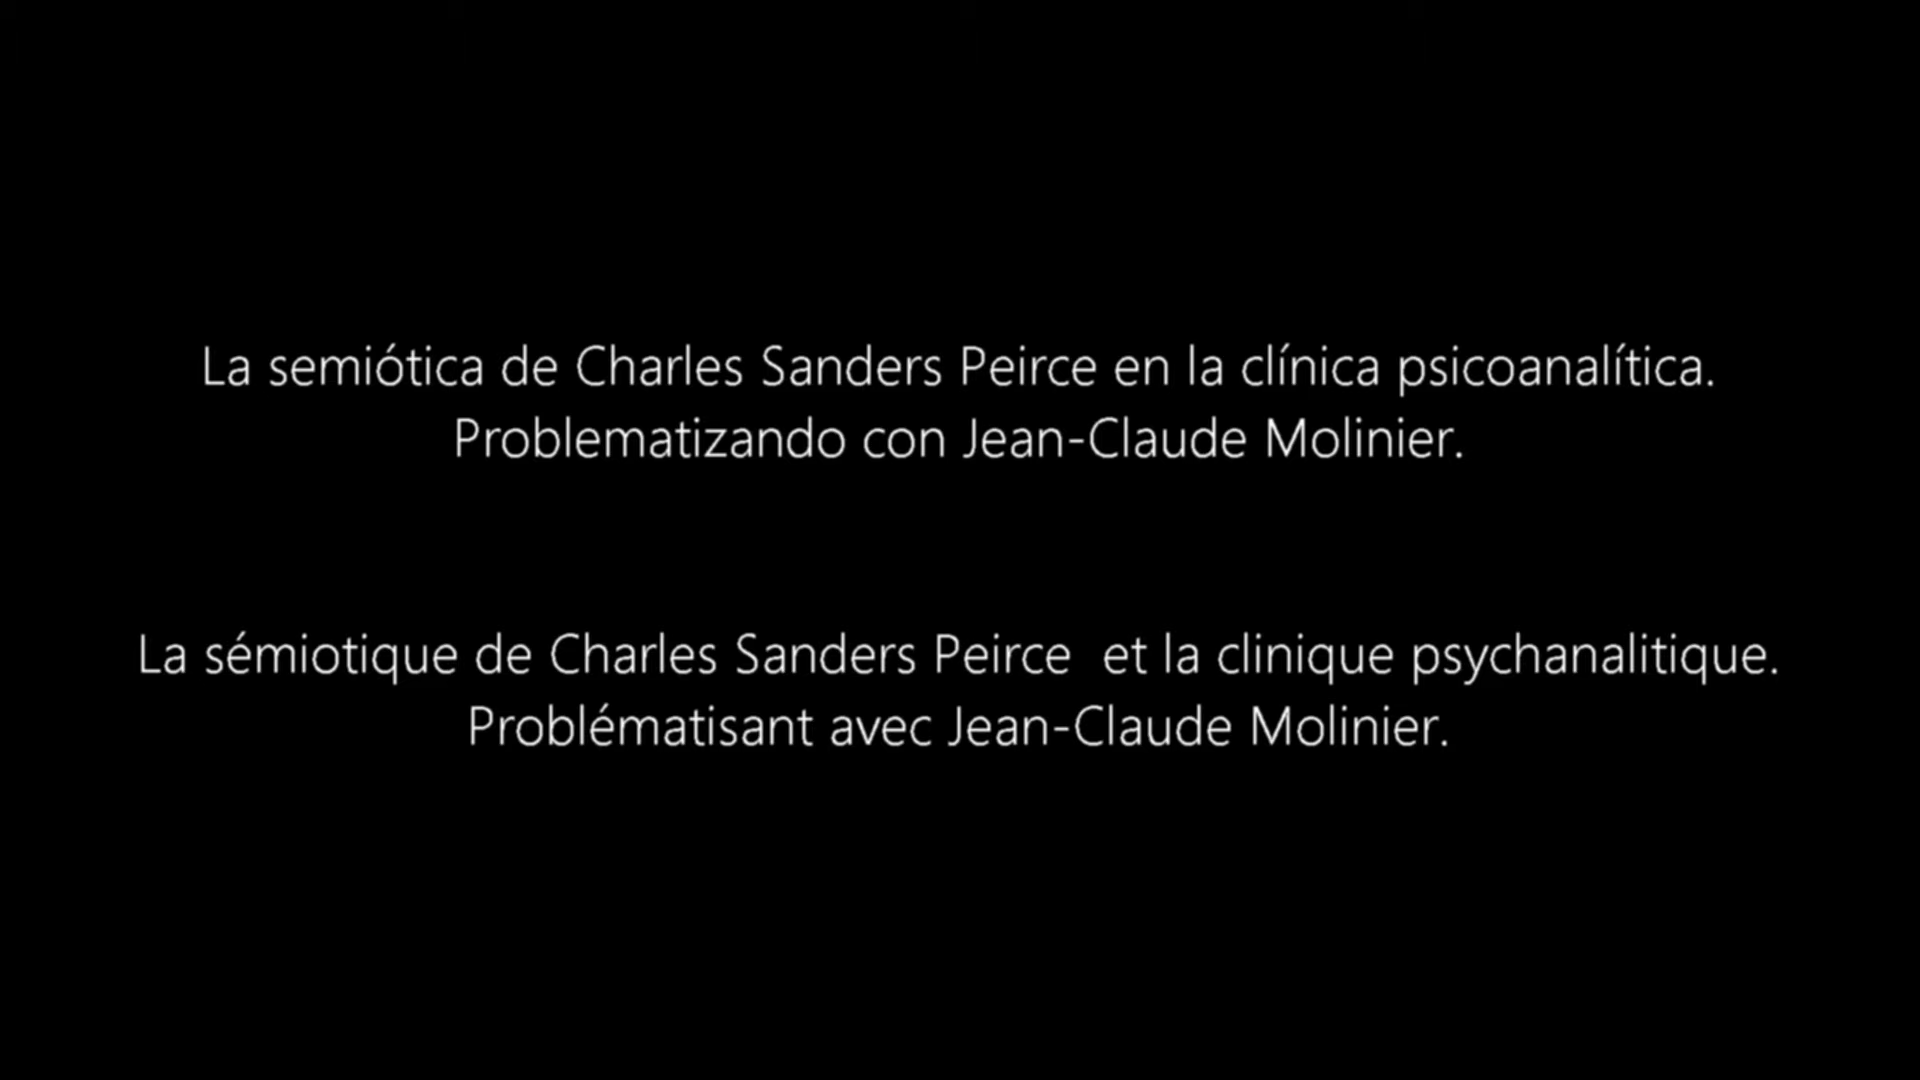 La semiótica de Charles Sanders Peirce en la clínica psicoanalítica.
Problematizando con Jean-Claude Molinier.
La sémiotique de Charles Sanders Peirce  et la clinique psychanalitique.
Problématisant avec Jean-Claude Molinier.